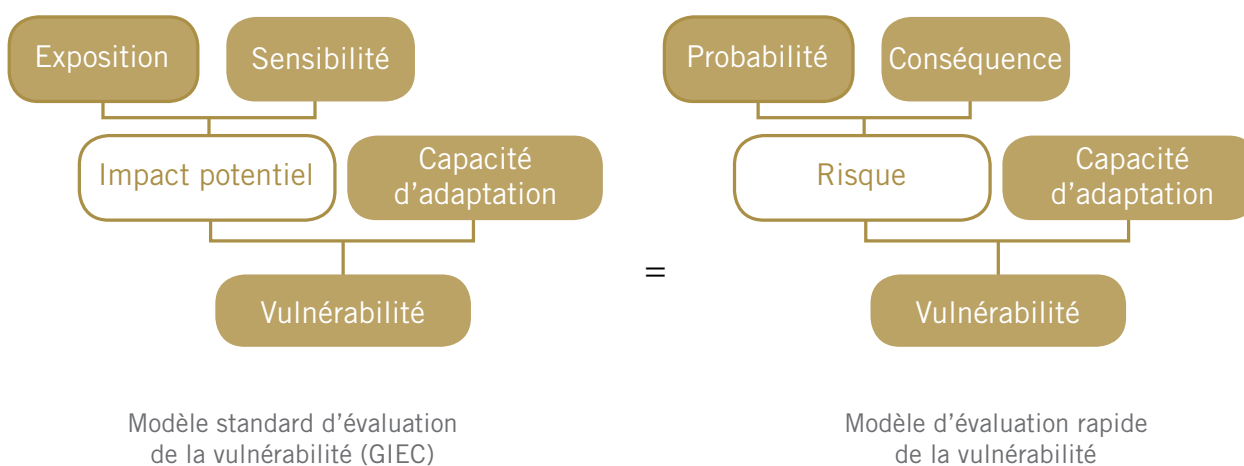 Exposition
Sensibilité
Impact potentiel
Capacité
d’adaptation
Vulnérabilité
Modèle standard d’évaluation
de la vulnérabilité (GIEC)
=
Probabilité
Conséquence
Risque
Capacité
d’adaptation
Vulnérabilité
Modèle d’évaluation rapide
de la vulnérabilité